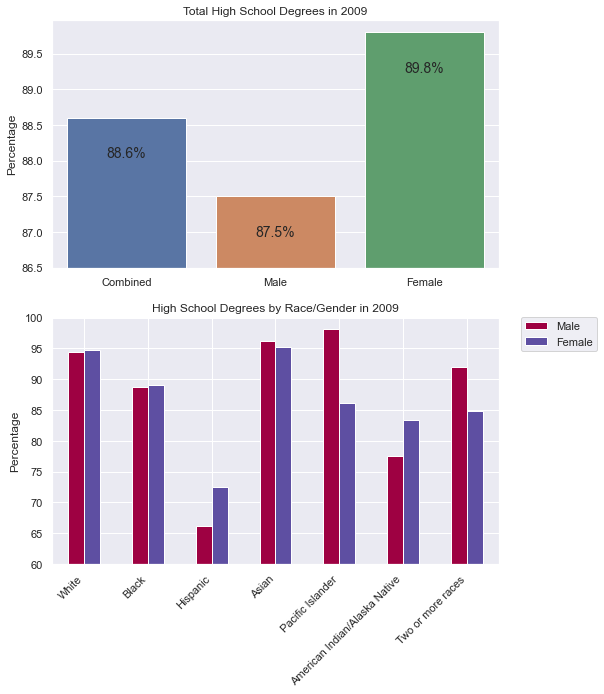 Total High School Degrees in 2009
Percentage
89.5
89.0
88.5
88.0
87.5
87.0
86.5
88.6%
87.5%
89.8%
Combined Male Female
High School Degrees by Race/Gender in 2009
Male
Female
Percentage
100
95
90
85
80
75
70
65
60
White
Black
Hispanic
Asian
Pacific Islander
American Indian/Alaska Native
Two or more races